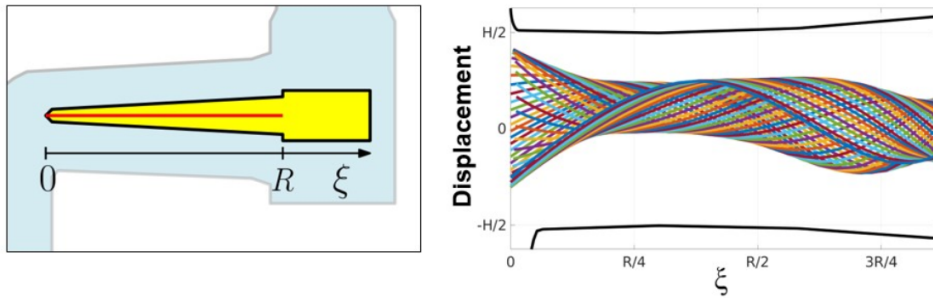 0
R
ξ
Displacement
H/2
0
-H/2
0
R/4
R/2
3R/4
ξ